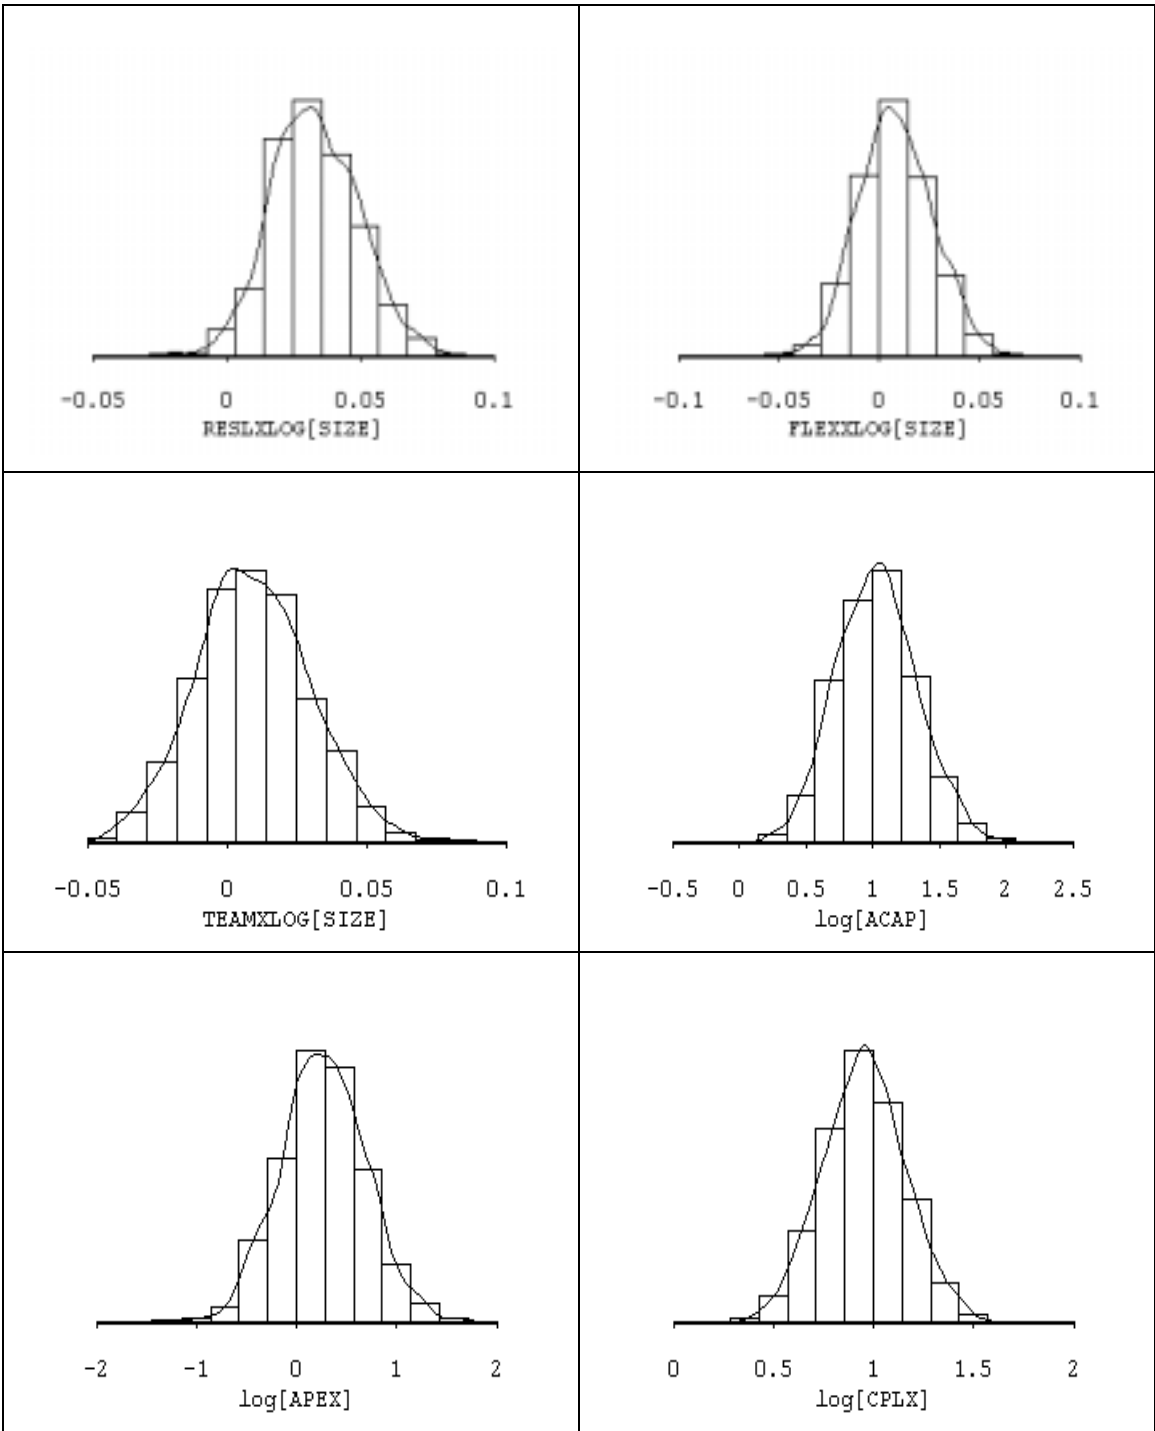 -0.05 0 0.05 0.1
RESLXLOG[SIZE]
-0.1 -0.05 0 0.05 0.1
FLEXXLOG[SIZE]
-0.05 0 0.05 0.1
TEAMXLOG[SIZE]
-0.5 0 0.5 1 1.5 2 2.5
log[ACAP]
-2 -1 0 1 2
log[APEX]
0 0.5 1 1.5 2
log[CPLX]